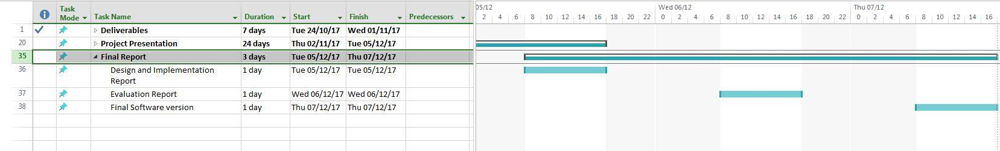 05/12 Wed 06/12 Thu 07/12
Task Mode Task Name Duration Start Finish Predecessors 2 4 6 8 10 12 14 16 18 20 22 0 2 4 6 8 10 12 14 16 18 20 22 0 2 4 6 8 10 12 14 16
1 Deliverables 7 days Tue 24/10/17 Wed 01/11/17
20 Project Presentation 24 days Thu 02/11/17 Tue 05/12/17
35 Final Report 3 days Tue 05/12/17 Thu 07/12/17
36 Design and Implementation 1 day Tue 05/12/17 Tue 05/12/17
Report
37 Evaluation Report 1 day Wed 06/12/17 Wed 06/12/17
38 Final Software version 1 day Thu 07/12/17 Thu 07/12/17